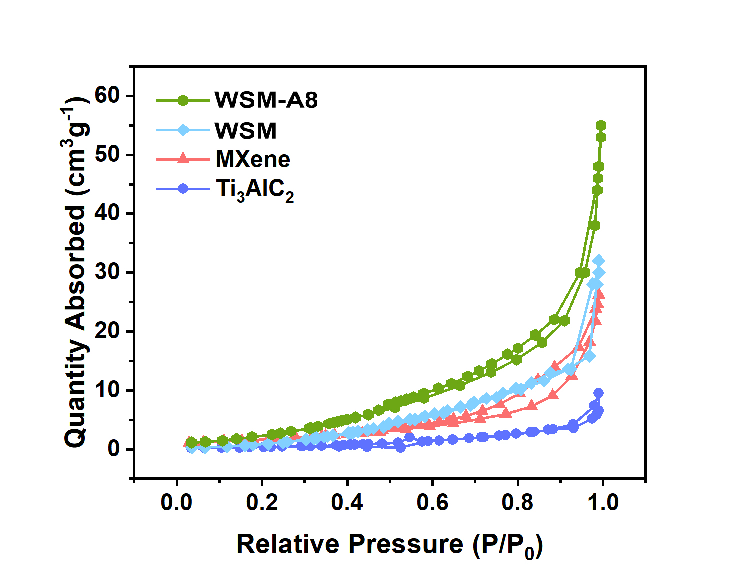 60
50
40
30
20
10
0
Quantity Absorbed (cm³g⁻¹)
WSM-A8
WSM
MXene
Ti₃AlC₂
0.0 0.2 0.4 0.6 0.8 1.0
Relative Pressure (P/P₀)